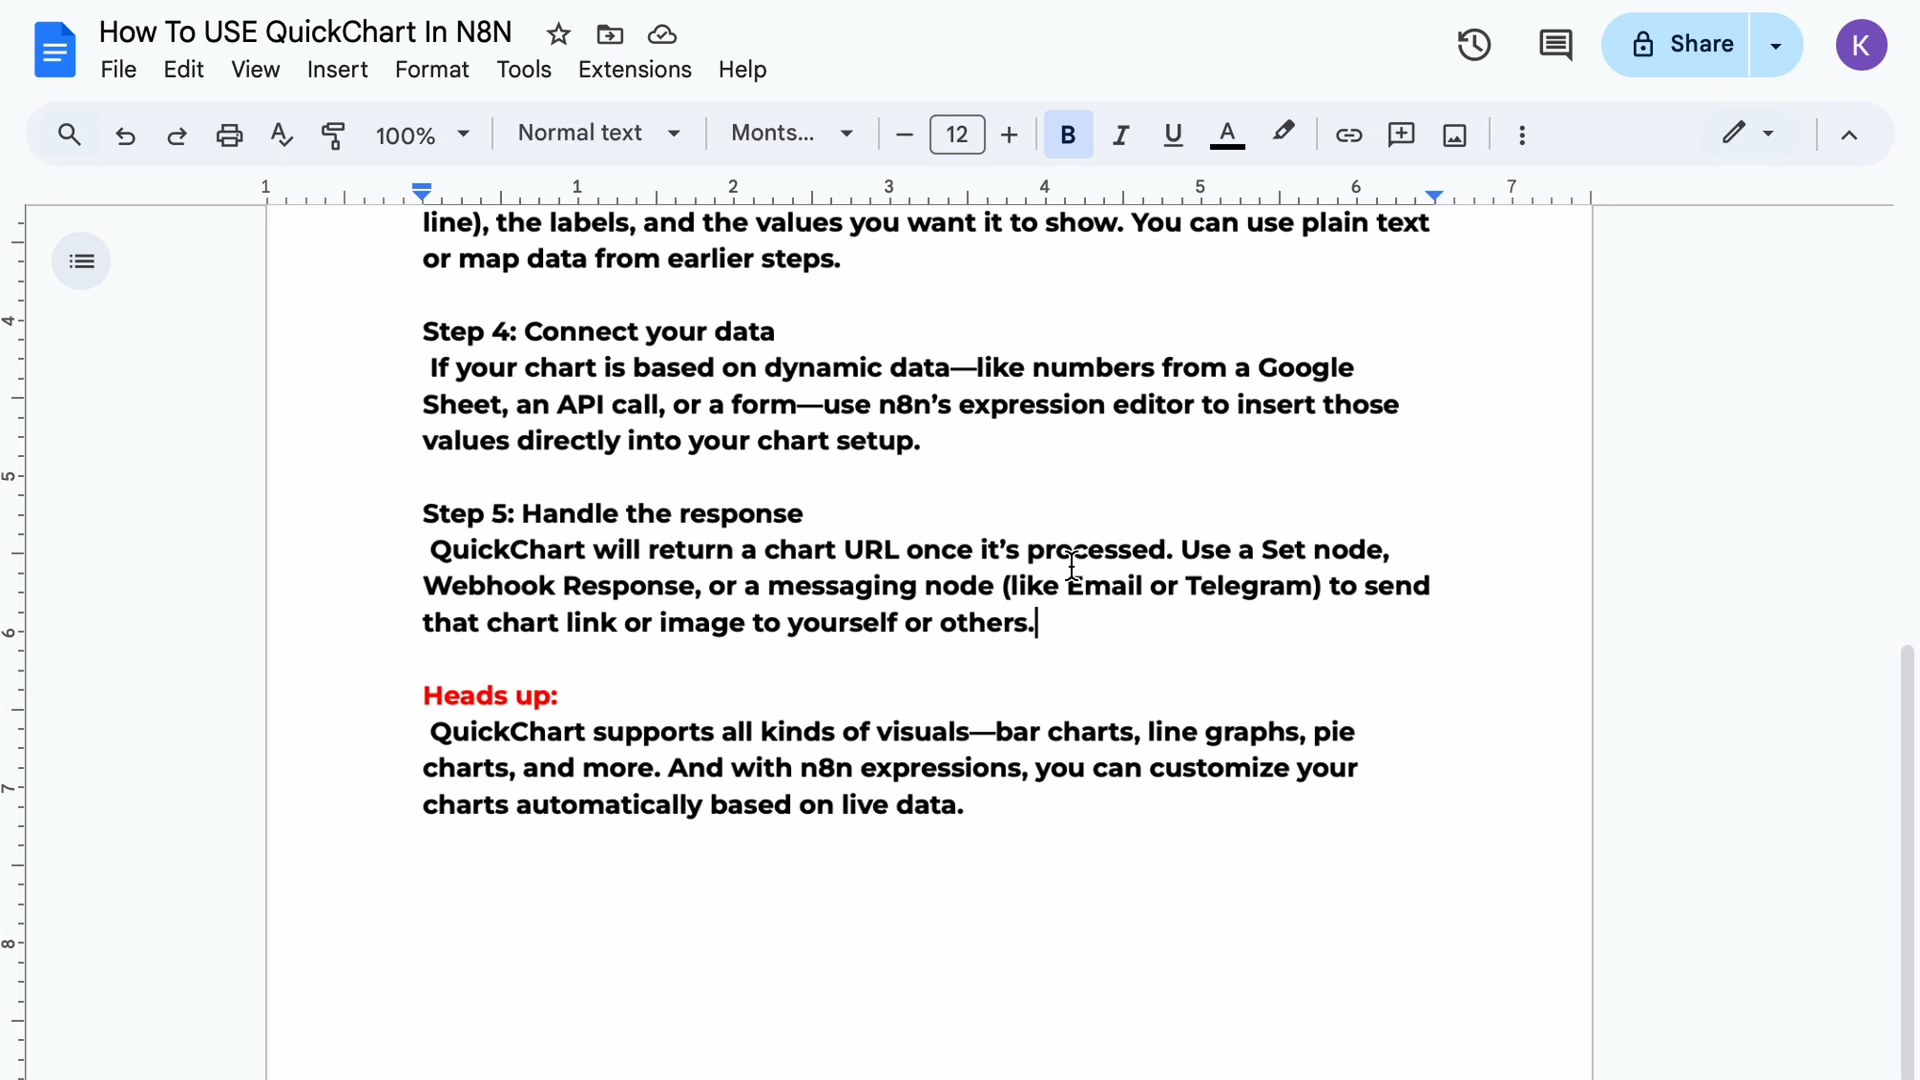 How To USE QuickChart In N8N
File Edit View Insert Format Tools Extensions Help
Share
K
100% Normal text Monts... 12 B I U A
1 1 2 3 4 5 6 7
line), the labels, and the values you want it to show. You can use plain text
or map data from earlier steps.
4
Step 4: Connect your data
If your chart is based on dynamic data—like numbers from a Google
Sheet, an API call, or a form—use n8n’s expression editor to insert those
values directly into your chart setup.
5
Step 5: Handle the response
QuickChart will return a chart URL once it’s processed. Use a Set node,
Webhook Response, or a messaging node (like Email or Telegram) to send
that chart link or image to yourself or others.
6
Heads up:
QuickChart supports all kinds of visuals—bar charts, line graphs, pie
charts, and more. And with n8n expressions, you can customize your
7
charts automatically based on live data.
8